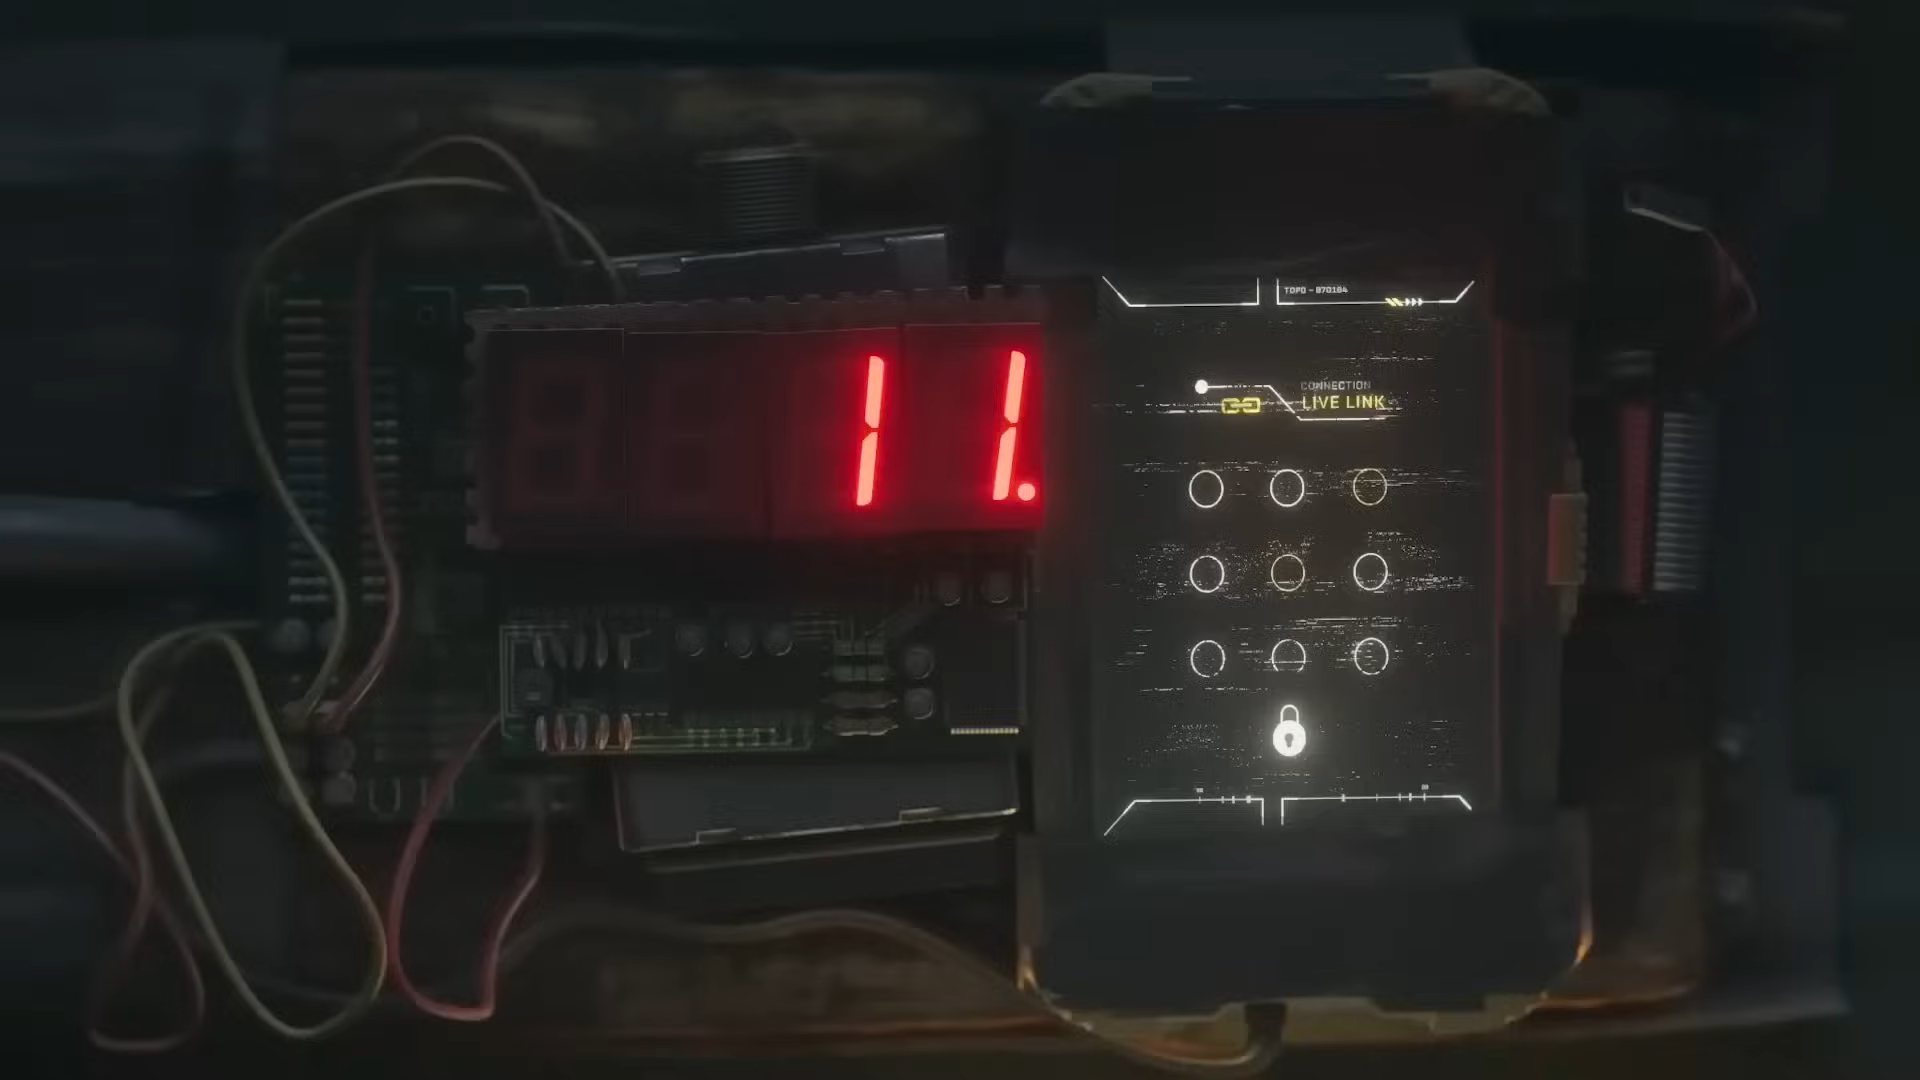 TOPO - 870184
11.
CONNECTION
LIVE LINK